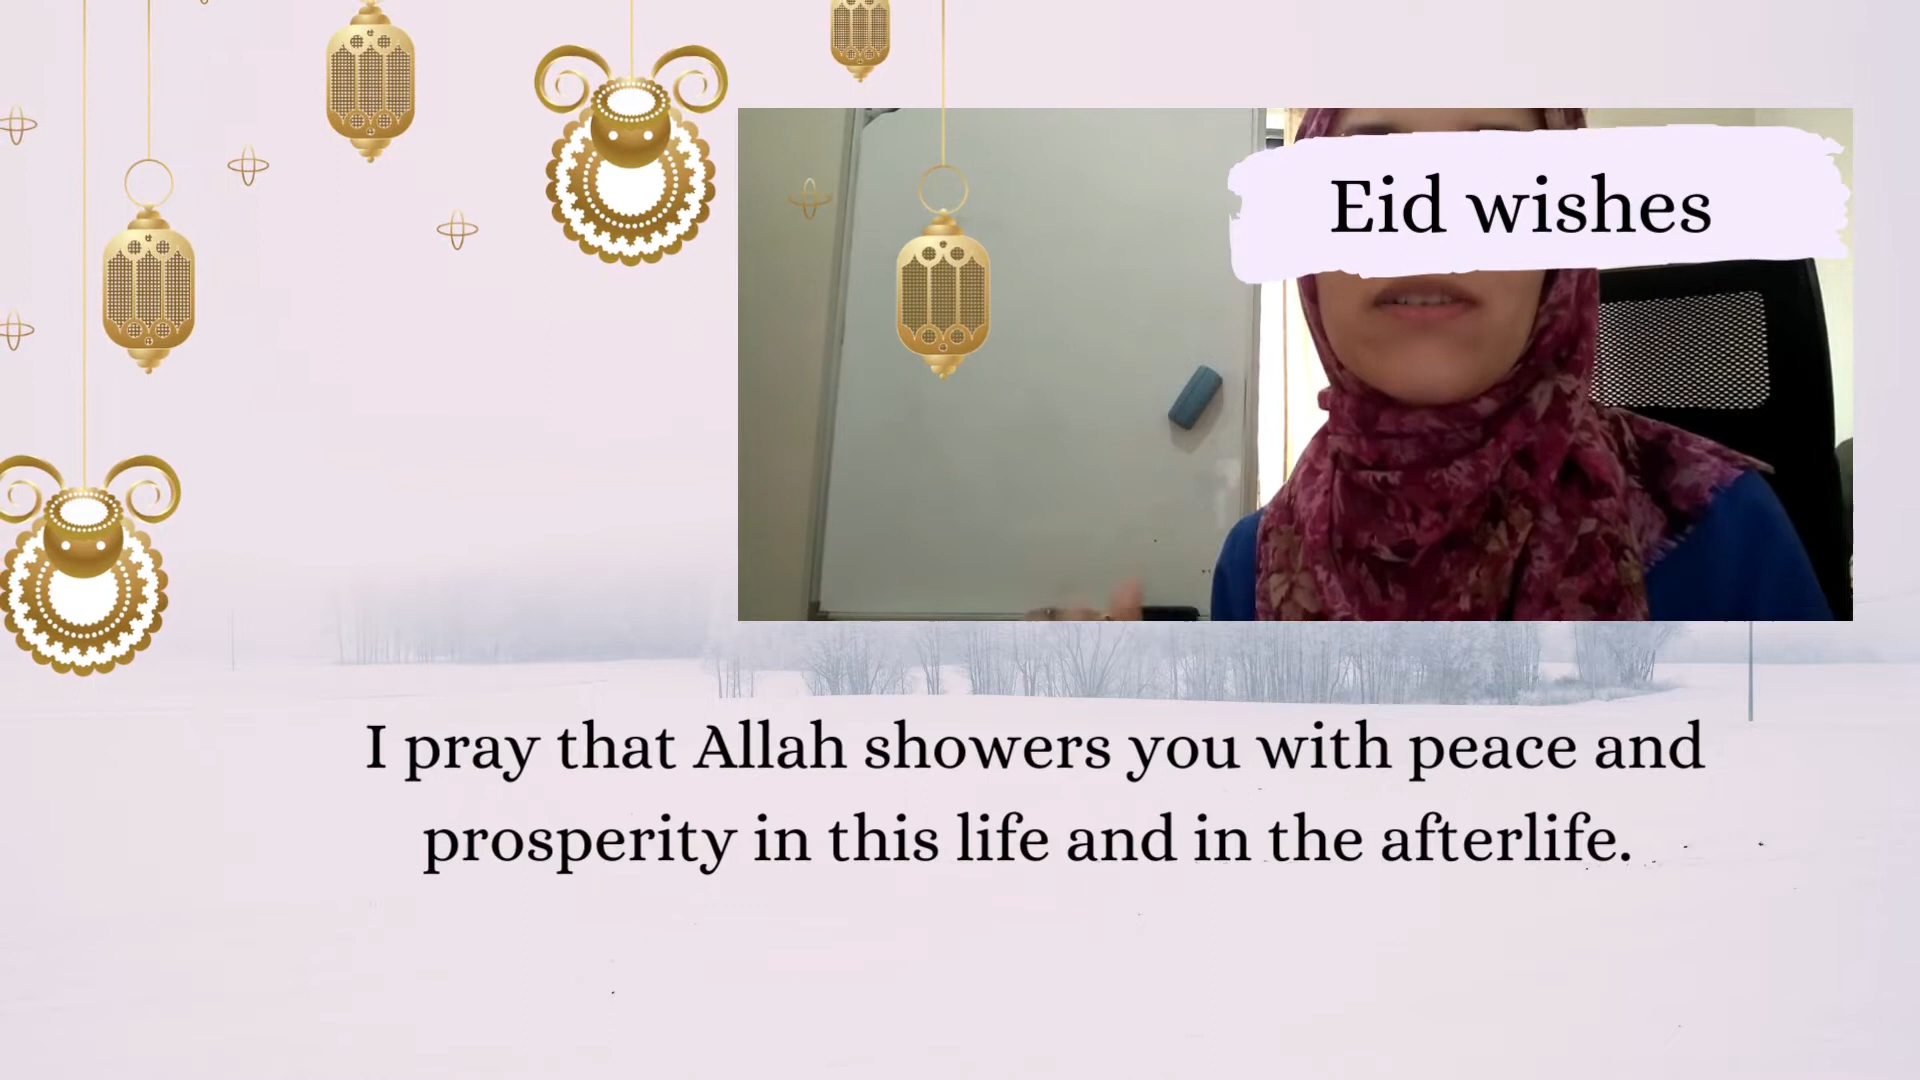 Eid wishes
I pray that Allah showers you with peace and
prosperity in this life and in the afterlife.